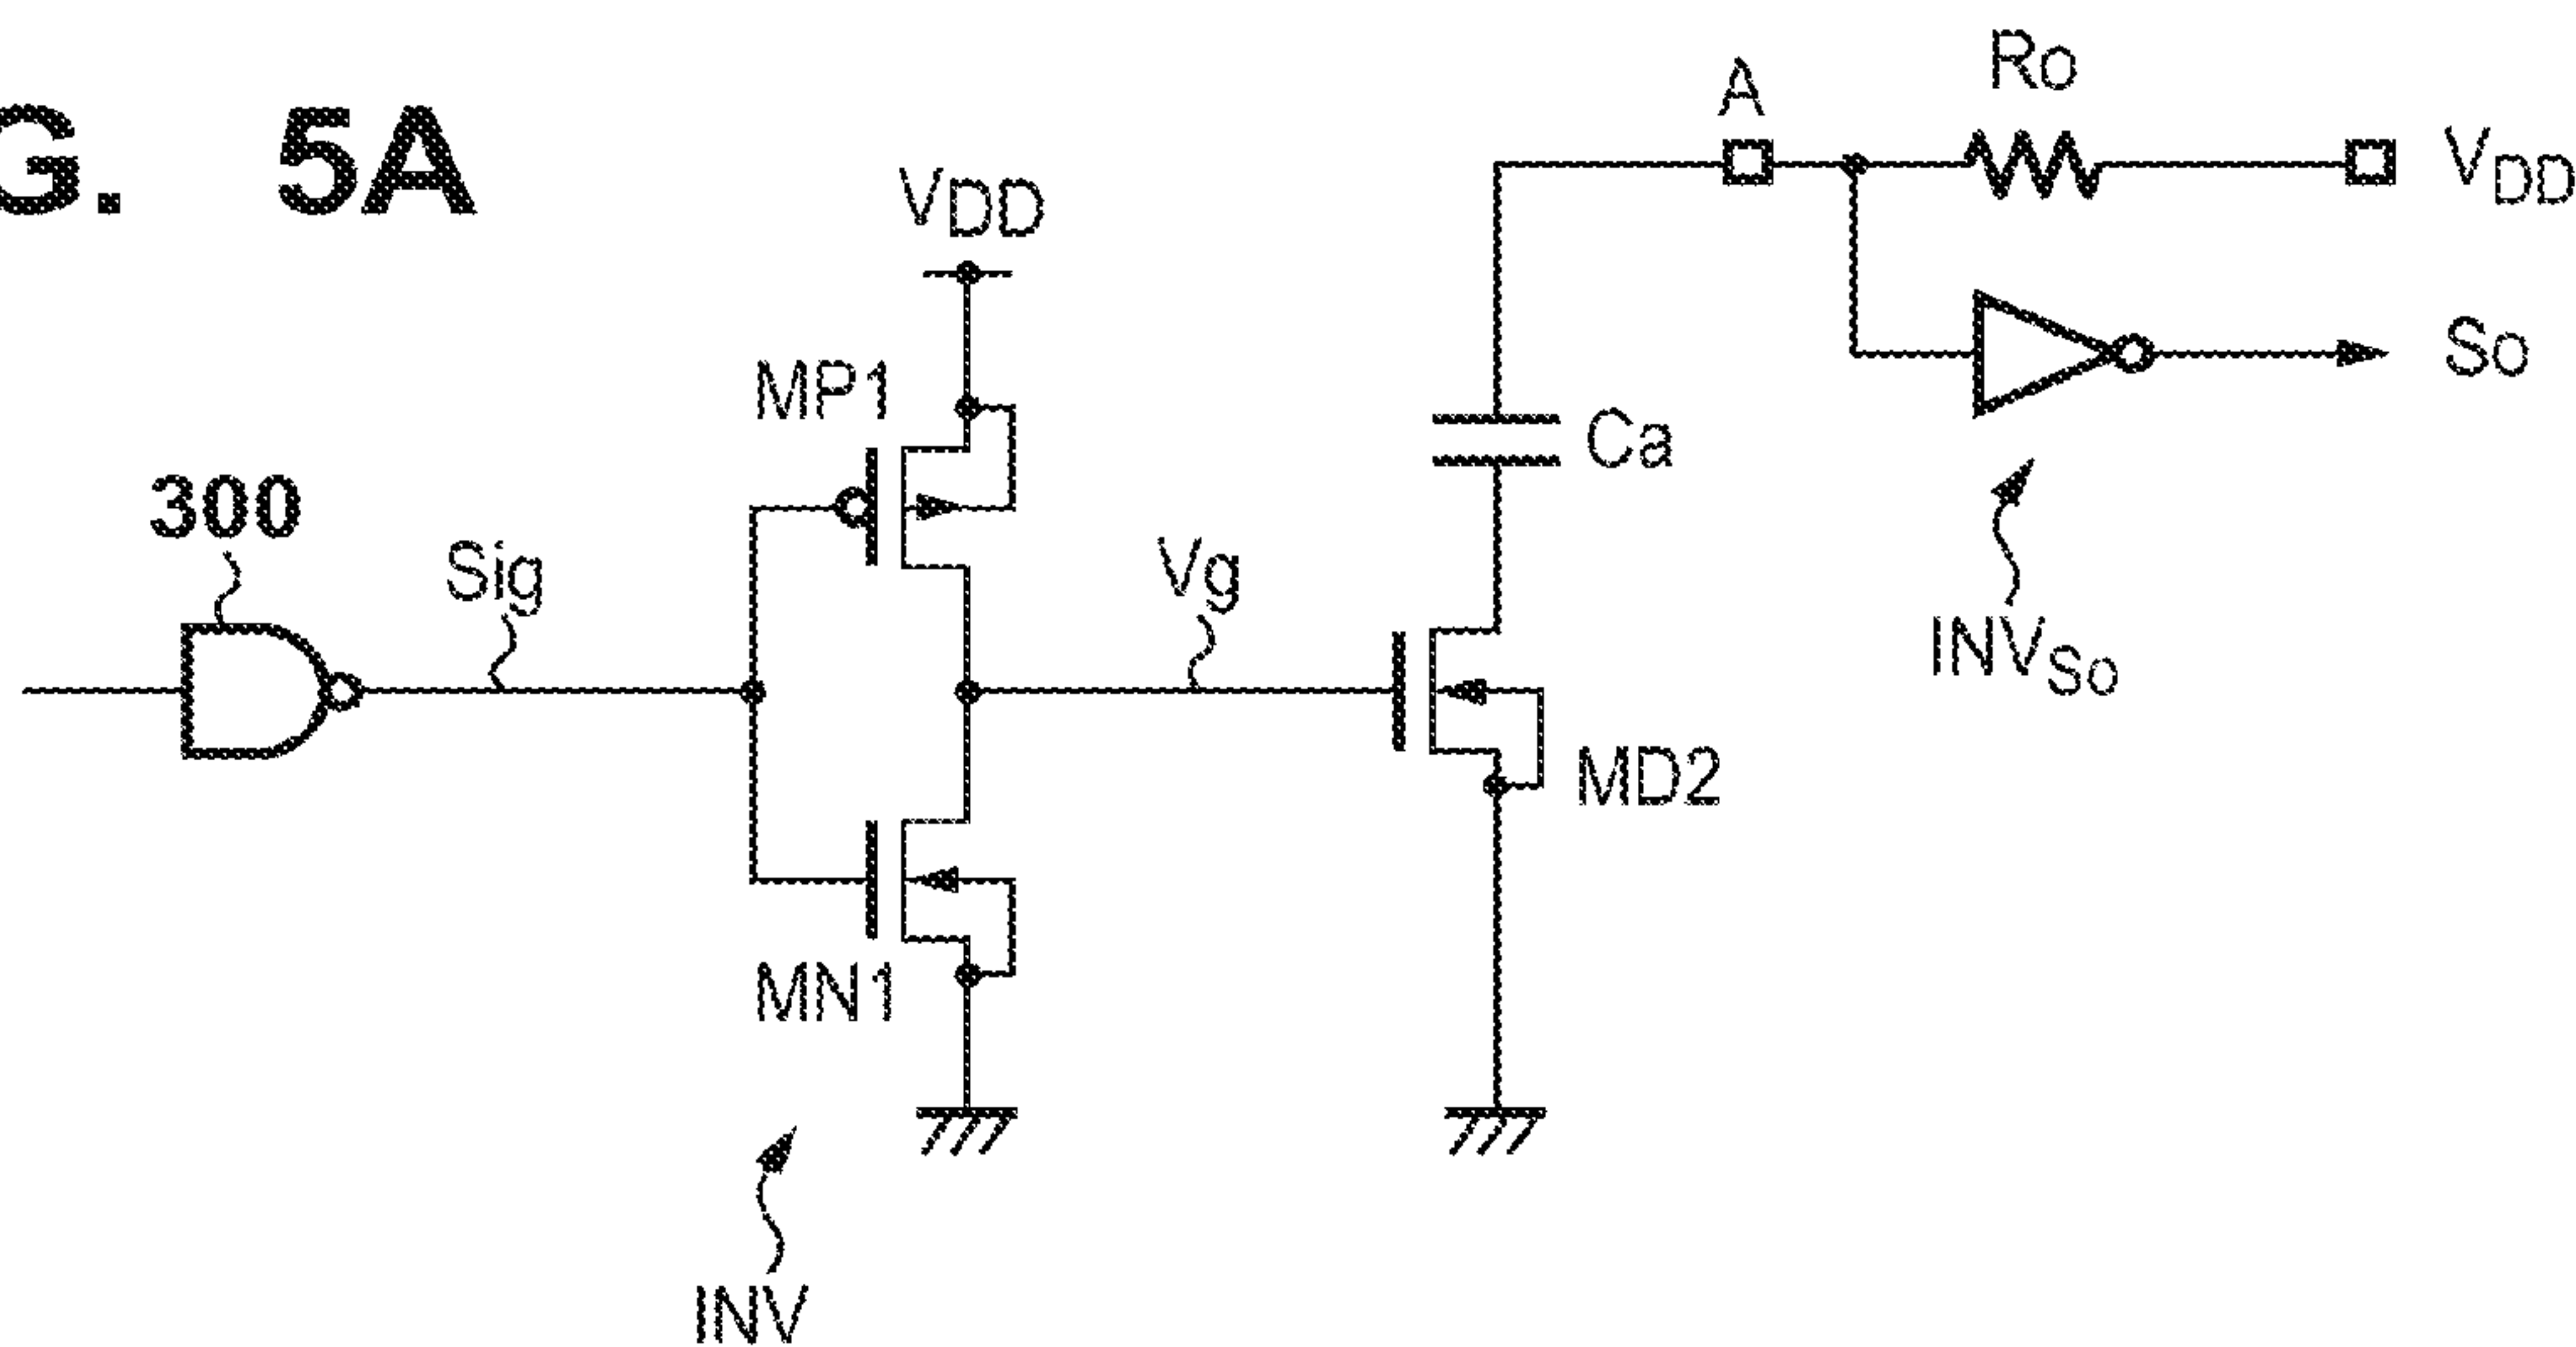 G. 5A
A
Ro
VDD
VDD
So
MP1
Ca
300
Sig
Vg
INVSo
MD2
MN1
INV